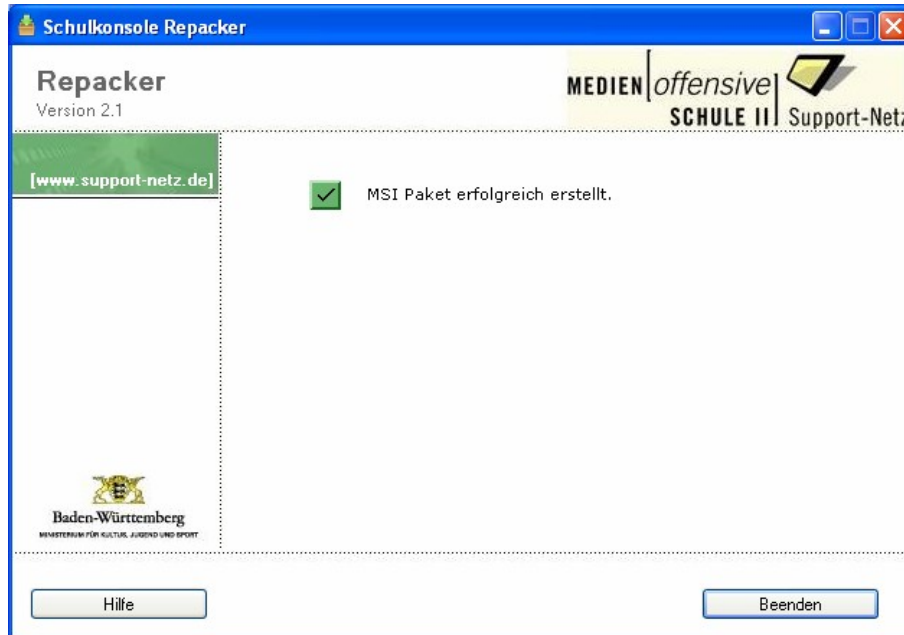 Schulkonsole Repacker
Repacker
Version 2.1
MEDIEN offensive
SCHULE II Support-Netz
[www.support-netz.de]
MSI Paket erfolgreich erstellt.
Baden-Württemberg
MINISTERIUM FÜR KULTUS, JUGEND UND SPORT
Hilfe
Beenden